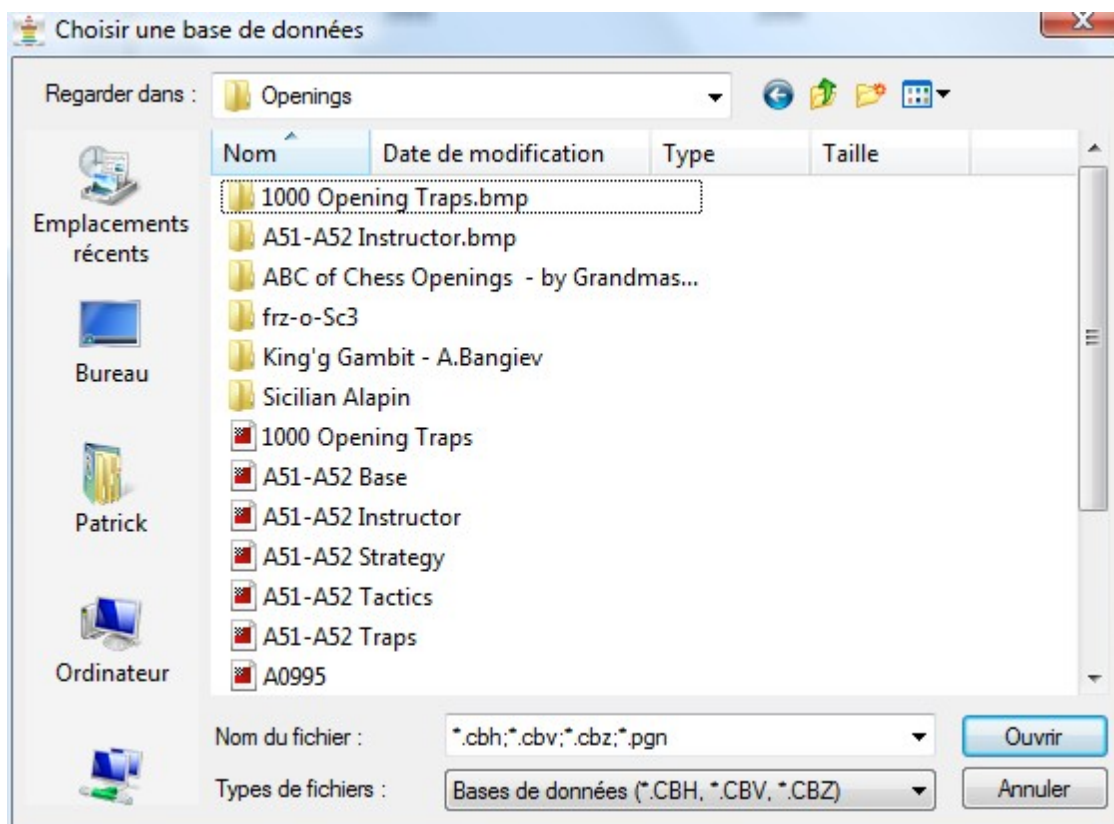 Choisir une base de données
Regarder dans :
Openings
Nom Date de modification Type Taille
1000 Opening Traps.bmp
A51-A52 Instructor.bmp
ABC of Chess Openings - by Grandmas...
frz-o-Sc3
King'g Gambit - A.Bangiev
Sicilian Alapin
1000 Opening Traps
A51-A52 Base
A51-A52 Instructor
A51-A52 Strategy
A51-A52 Tactics
A51-A52 Traps
A0995
Emplacements
récents
Bureau
Patrick
Ordinateur
Nom du fichier : *.cbh;*.cbv;*.cbz;*.pgn Ouvrir
Types de fichiers : Bases de données (*.CBH, *.CBV, *.CBZ) Annuler